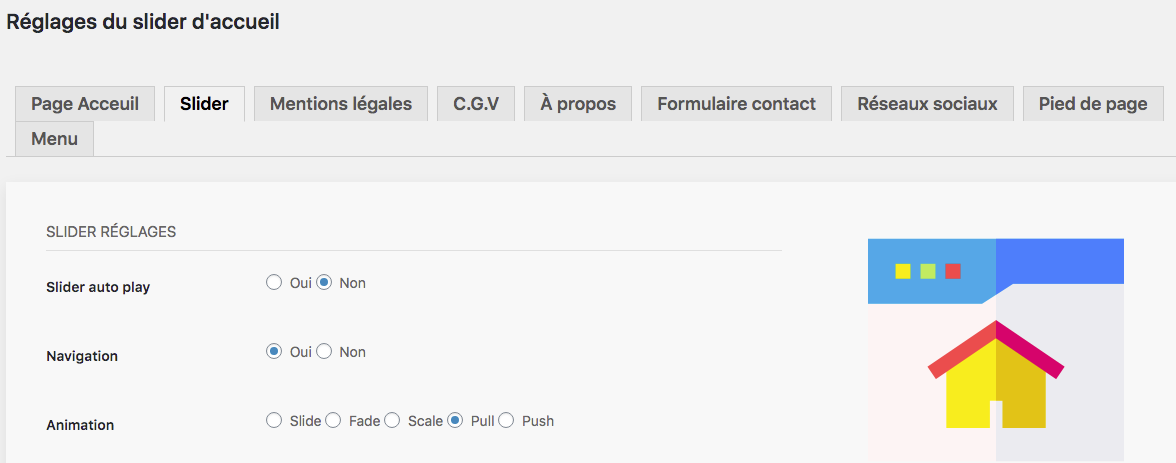 Réglages du slider d'accueil
Page Acceuil Slider Mentions légales C.G.V À propos Formulaire contact Réseaux sociaux Pied de page
Menu
SLIDER RÉGLAGES
Slider auto play Oui Non
Navigation Oui Non
Animation Slide Fade Scale Pull Push